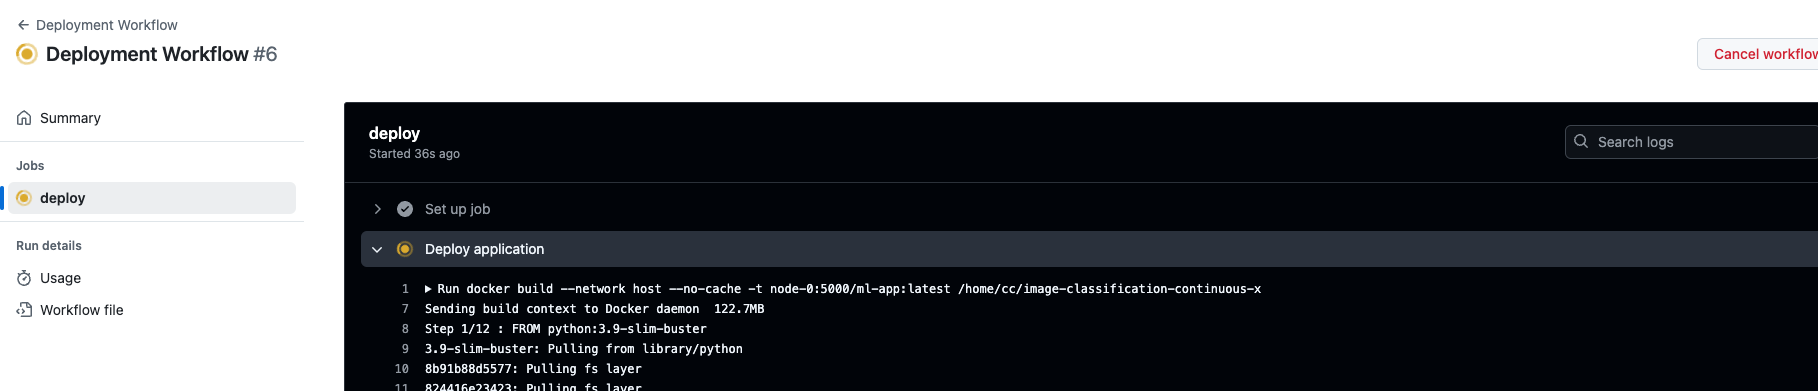 Deployment Workflow
Deployment Workflow #6
Cancel workflow
Summary
Jobs
deploy
Run details
Usage
Workflow file
deploy
Started 36s ago
Search logs
Set up job
Deploy application
1 Run docker build --network host --no-cache -t node-0:5000/ml-app:latest /home/cc/image-classification-continuous-x
7 Sending build context to Docker daemon 122.7MB
8 Step 1/12 : FROM python:3.9-slim-buster
9 3.9-slim-buster: Pulling from library/python
10 8b91b88d5577: Pulling fs layer
11 824416e23423: Pulling fs layer